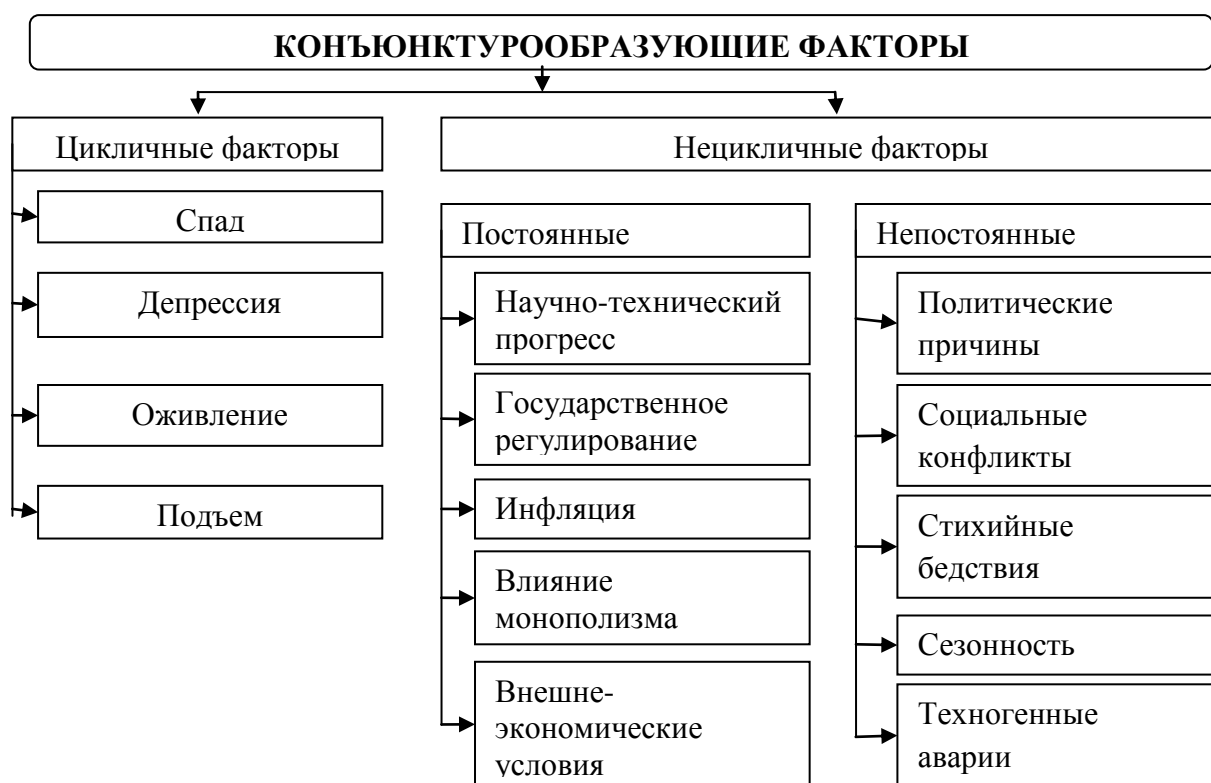 КОНЪЮНКТУРООБРАЗУЮЩИЕ ФАКТОРЫ
Цикличные факторы
Спад
Депрессия
Оживление
Подъем
Нецикличные факторы
Постоянные
Научно-технический
прогресс
Государственное
регулирование
Инфляция
Влияние
монополизма
Внешне-
экономические
условия
Непостоянные
Политические
причины
Социальные
конфликты
Стихийные
бедствия
Сезонность
Техногенные
аварии